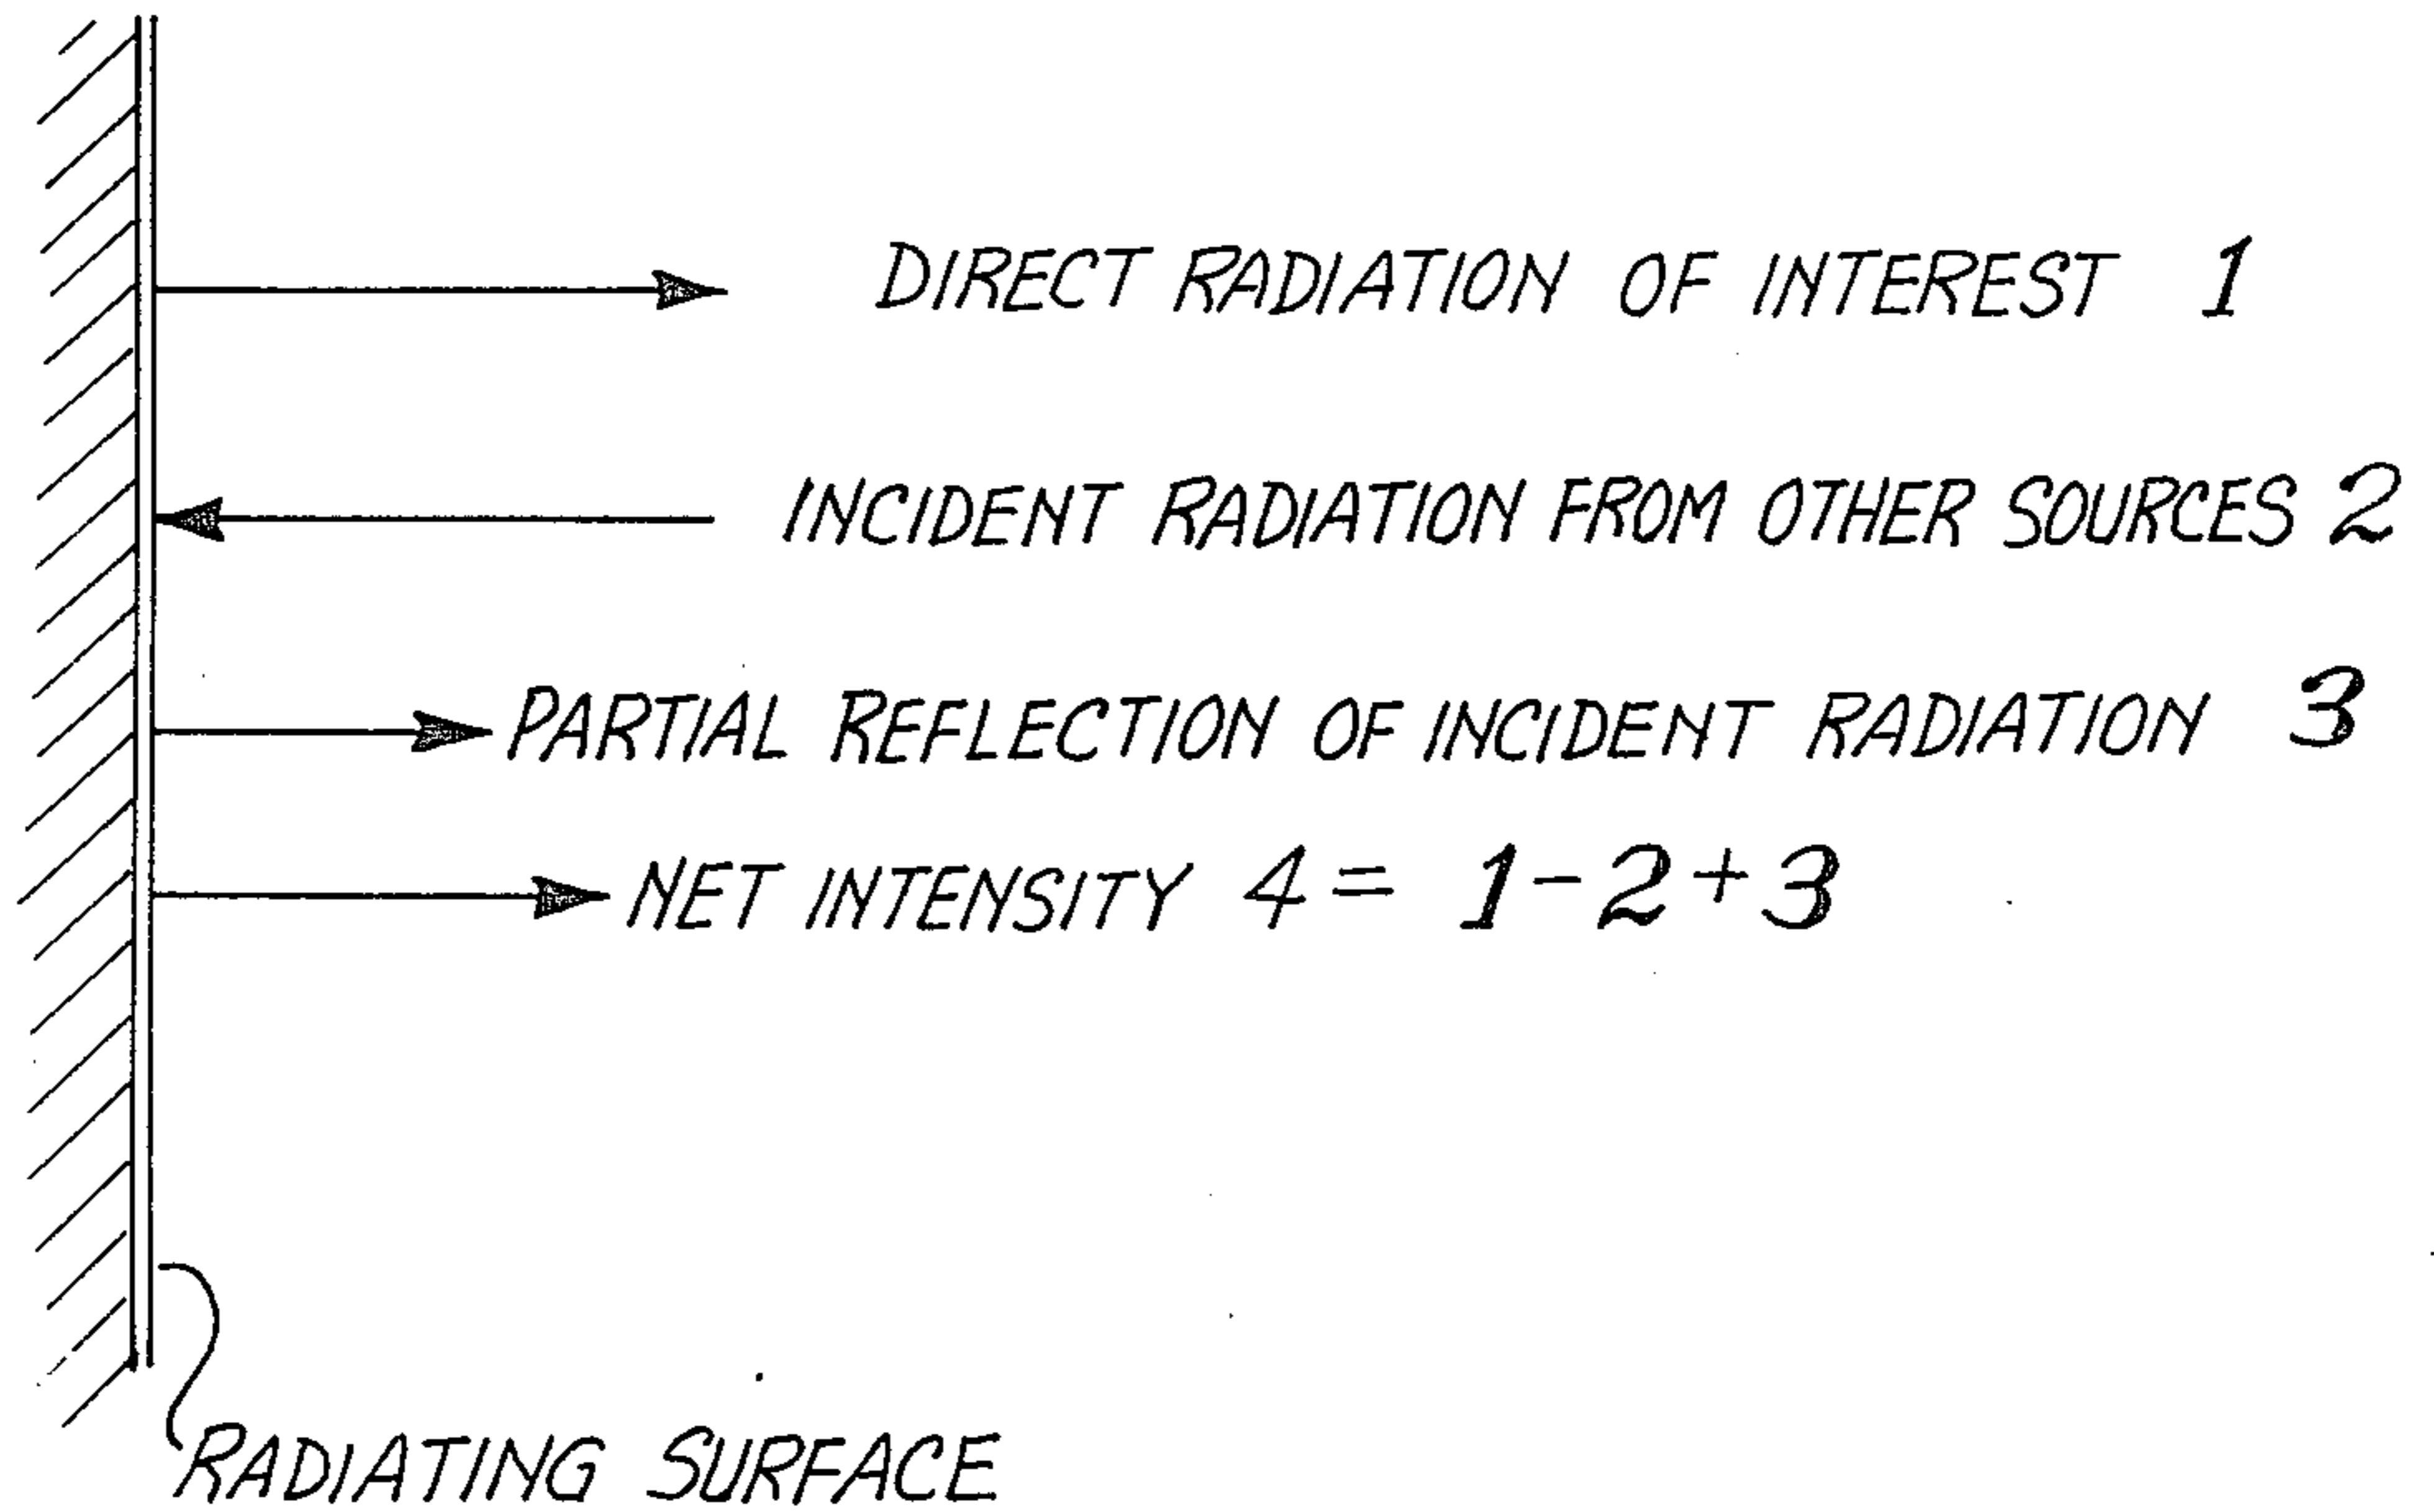 DIRECT RADIATION OF INTEREST 1
INCIDENT RADIATION FROM OTHER SOURCES 2
PARTIAL REFLECTION OF INCIDENT RADIATION 3
NET INTENSITY 4 = 1-2+3
RADIATING SURFACE